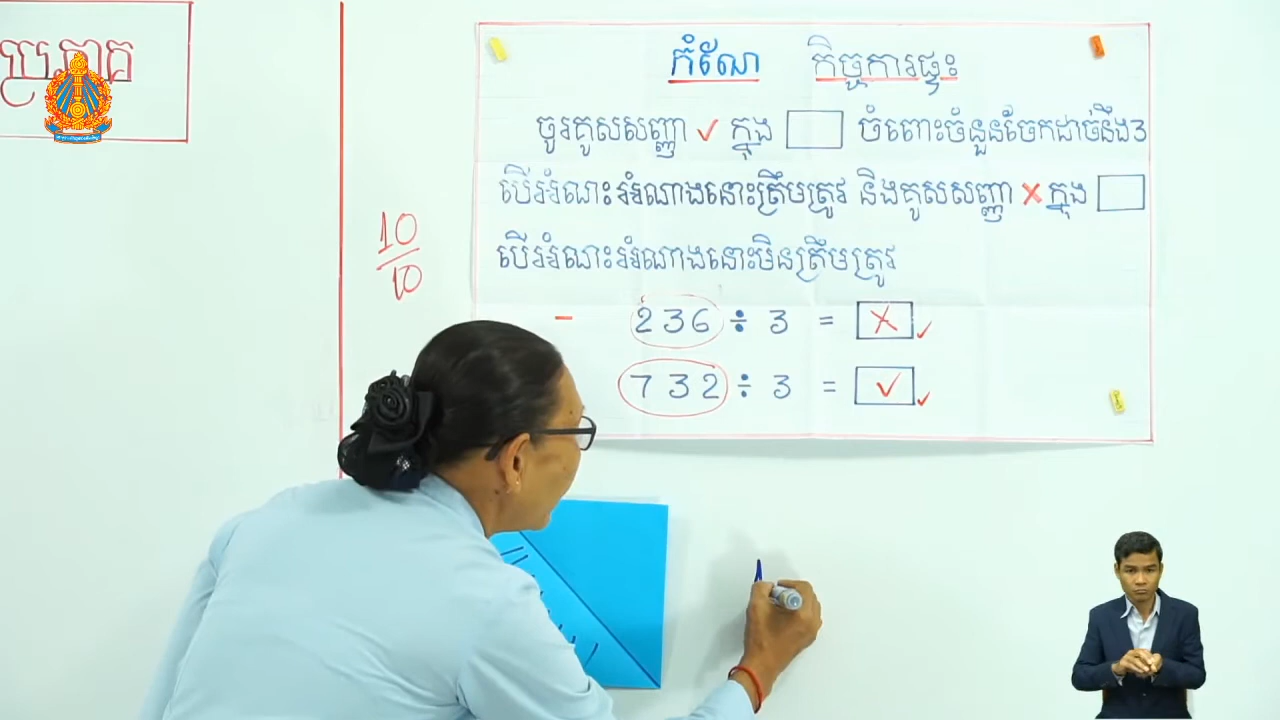 ប្រភាគ
កំណែ កិច្ចការផ្ទះ
ចូរគូសសញ្ញា ✓ ក្នុង □ ចំពោះចំនួនចែកដាច់នឹង3
បើអអំណះអអំណាងនោះត្រឹមត្រូវ និងគូសសញ្ញា × ក្នុង □
បើអអំណះអអំណាងនោះមិនត្រឹមត្រូវ
10
10
- 236 ÷ 3 = × ✓
732 ÷ 3 = ✓ ✓